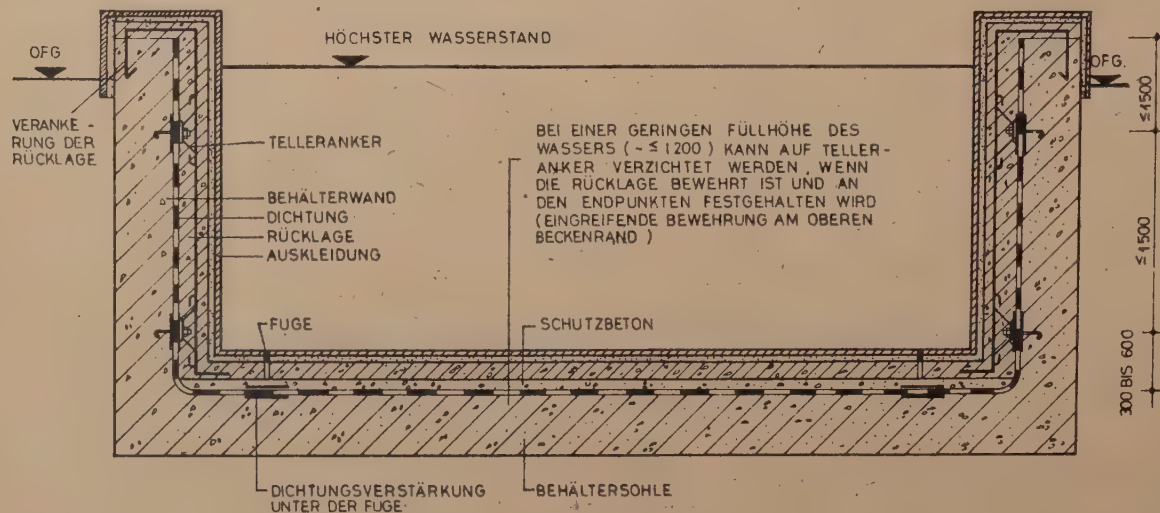 HÖCHSTER WASSERSTAND
OFG
OFG.
VERANKE-
RUNG DER
RÜCKLAGE
TELLERANKER
BEHÄLTERWAND
DICHTUNG
RÜCKLAGE
AUSKLEIDUNG
BEI EINER GERINGEN FÜLLHÖHE DES
WASSERS (~ ≤ 1200) KANN AUF TELLER-
ANKER VERZICHTET WERDEN, WENN
DIE RÜCKLAGE BEWEHRT IST UND AN
DEN ENDPUNKTEN FESTGEHALTEN WIRD
(EINGREIFENDE BEWEHRUNG AM OBEREN
BECKENRAND)
≤ 1500
≤ 1500
300 BIS 600
FUGE
SCHUTZBETON
DICHTUNGSVERSTÄRKUNG
UNTER DER FUGE
BEHÄLTERSOHLE